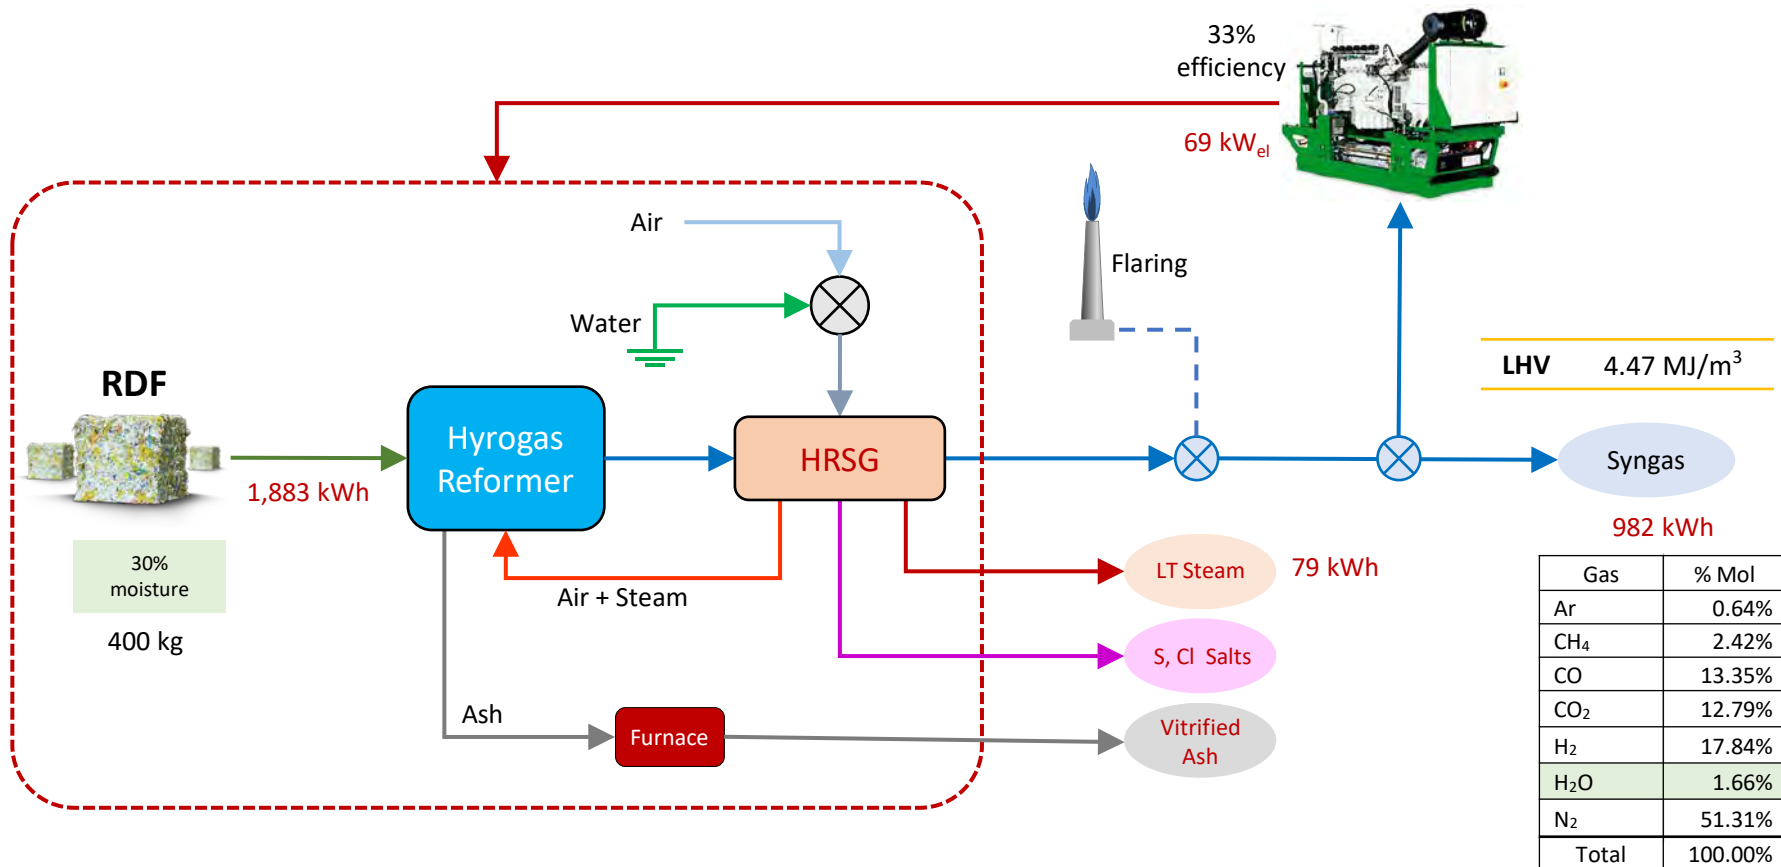 33%
efficiency
69 kWel
Air
Flaring
Water
LHV 4.47 MJ/m³
RDF
Hyrogas
Reformer
HRSG
Syngas
1,883 kWh
982 kWh
30%
moisture
LT Steam
79 kWh
Air + Steam
400 kg
S, Cl Salts
Ash
Furnace
Vitrified
Ash
Gas % Mol
Ar 0.64%
CH₄ 2.42%
CO 13.35%
CO₂ 12.79%
H₂ 17.84%
H₂O 1.66%
N₂ 51.31%
Total 100.00%